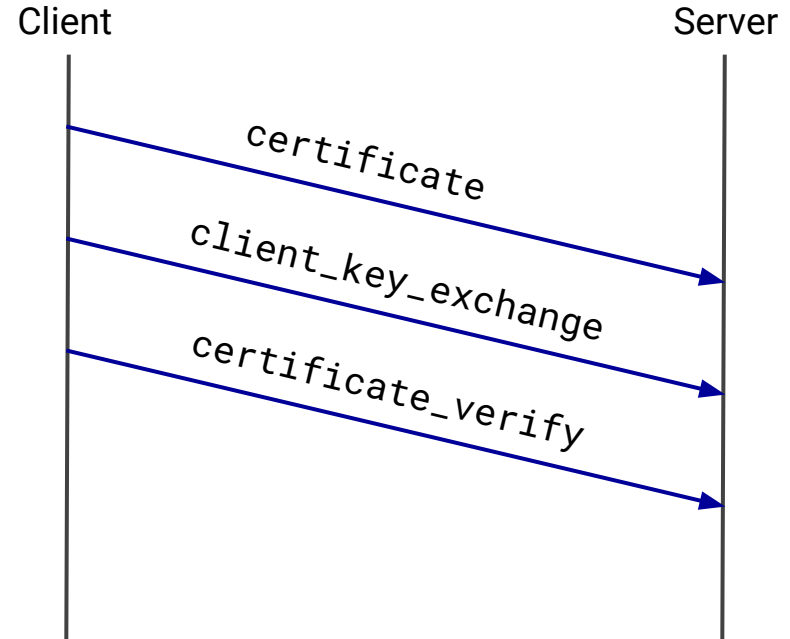 Client
Server
certificate
client_key_exchange
certificate_verify